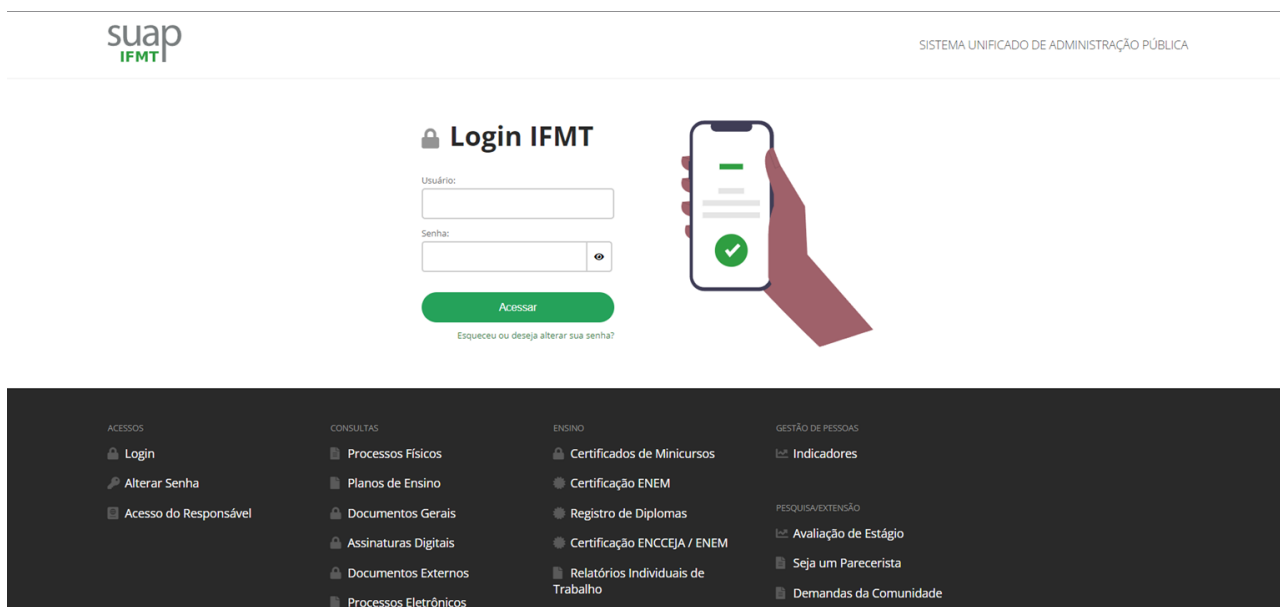 suap
IFMT
SISTEMA UNIFICADO DE ADMINISTRAÇÃO PÚBLICA
Login IFMT
Usuário:
Senha:
Acessar
Esqueceu ou deseja alterar sua senha?
ACESSOS
Login
Alterar Senha
Acesso do Responsável
CONSULTAS
Processos Físicos
Planos de Ensino
Documentos Gerais
Assinaturas Digitais
Documentos Externos
Processos Eletrônicos
ENSINO
Certificados de Minicursos
Certificação ENEM
Registro de Diplomas
Certificação ENCCEJA / ENEM
Relatórios Individuais de
Trabalho
GESTÃO DE PESSOAS
Indicadores
PESQUISA/EXTENSÃO
Avaliação de Estágio
Seja um Parecerista
Demandas da Comunidade